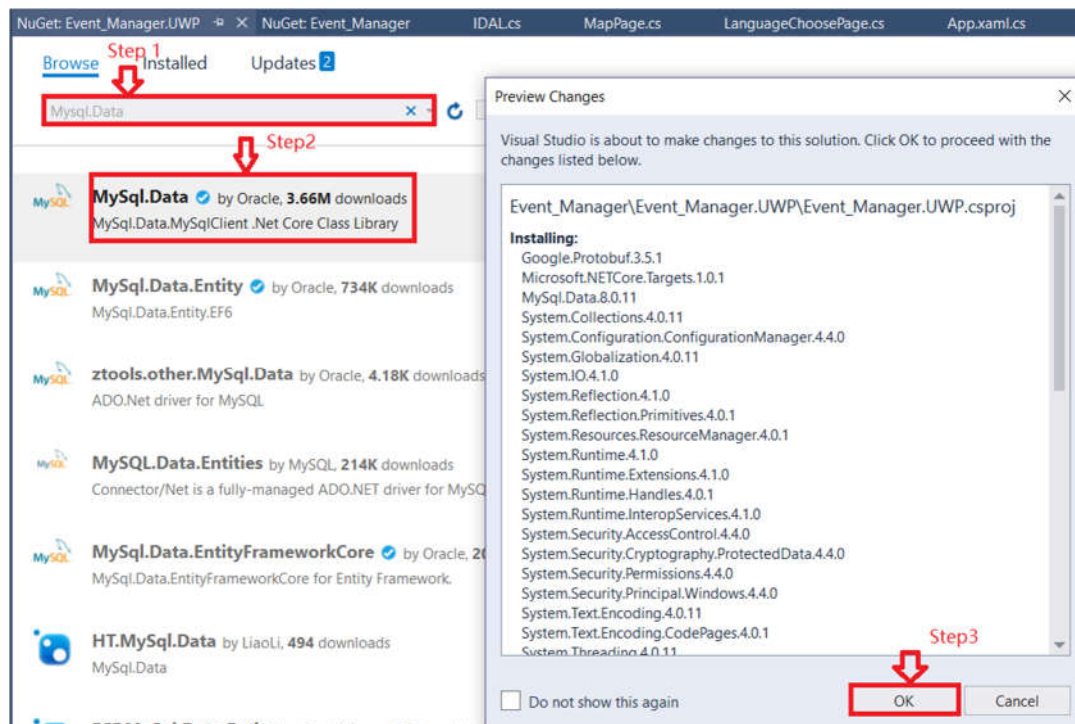 NuGet: Event_Manager.UWP
NuGet: Event_Manager
IDAL.cs
MapPage.cs
LanguageChoosePage.cs
App.xaml.cs
Step 1
Browse
Installed
Updates 2
Mysql.Data
Step2
MySql.Data by Oracle, 3.66M downloads
MySql.Data.MySqlClient .Net Core Class Library
MySql.Data.Entity by Oracle, 734K downloads
MySql.Data.Entity.EF6
ztools.other.MySql.Data by Oracle, 4.18K downloads
ADO.Net driver for MySQL
MySQL.Data.Entities by MySQL, 214K downloads
Connector/Net is a fully-managed ADO.NET driver for MySQ
MySql.Data.EntityFrameworkCore by Oracle, 20
MySql.Data.EntityFrameworkCore for Entity Framework.
HT.MySql.Data by LiaoLi, 494 downloads
MySql.Data
Preview Changes
Visual Studio is about to make changes to this solution. Click OK to proceed with the
changes listed below.
Event_Manager\Event_Manager.UWP\Event_Manager.UWP.csproj
Installing:
Google.Protobuf.3.5.1
Microsoft.NETCore.Targets.1.0.1
MySql.Data.8.0.11
System.Collections.4.0.11
System.Configuration.ConfigurationManager.4.4.0
System.Globalization.4.0.11
System.IO.4.1.0
System.Reflection.4.1.0
System.Reflection.Primitives.4.0.1
System.Resources.ResourceManager.4.0.1
System.Runtime.4.1.0
System.Runtime.Extensions.4.1.0
System.Runtime.Handles.4.0.1
System.Runtime.InteropServices.4.1.0
System.Security.AccessControl.4.4.0
System.Security.Cryptography.ProtectedData.4.4.0
System.Security.Permissions.4.4.0
System.Security.Principal.Windows.4.4.0
System.Text.Encoding.4.0.11
System.Text.Encoding.CodePages.4.0.1
System.Threading.4.0.11
Step3
Do not show this again
OK
Cancel